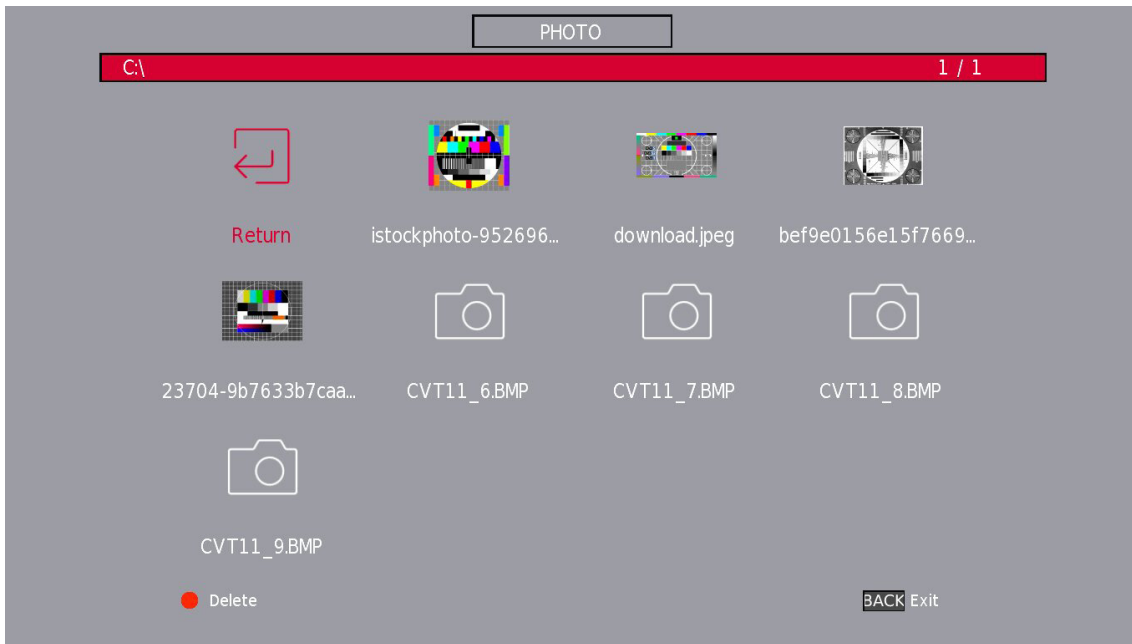 PHOTO
C:\ 1 / 1
Return istockphoto-952696... download.jpeg bef9e0156e15f7669...
23704-9b7633b7caa... CVT11_6.BMP CVT11_7.BMP CVT11_8.BMP
CVT11_9.BMP
Delete BACK Exit